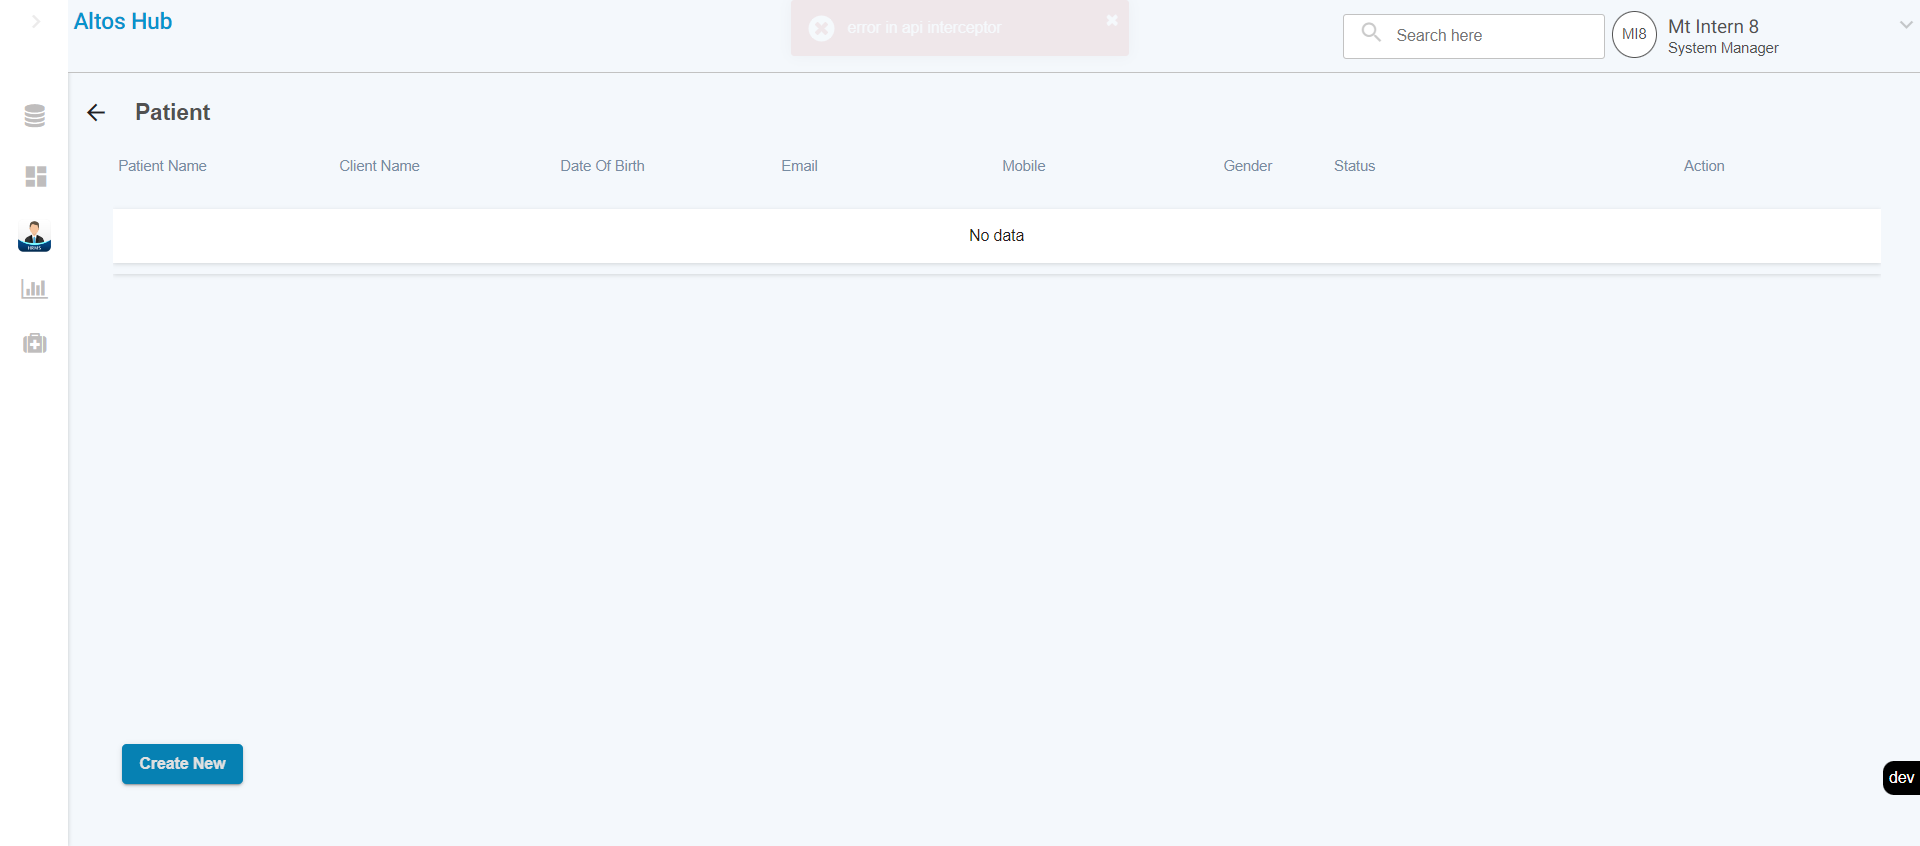 Altos Hub
error in api interceptor
Search here
MI8
Mt Intern 8
System Manager
Patient
Patient Name Client Name Date Of Birth Email Mobile Gender Status Action
HRMS
No data
Create New
dev